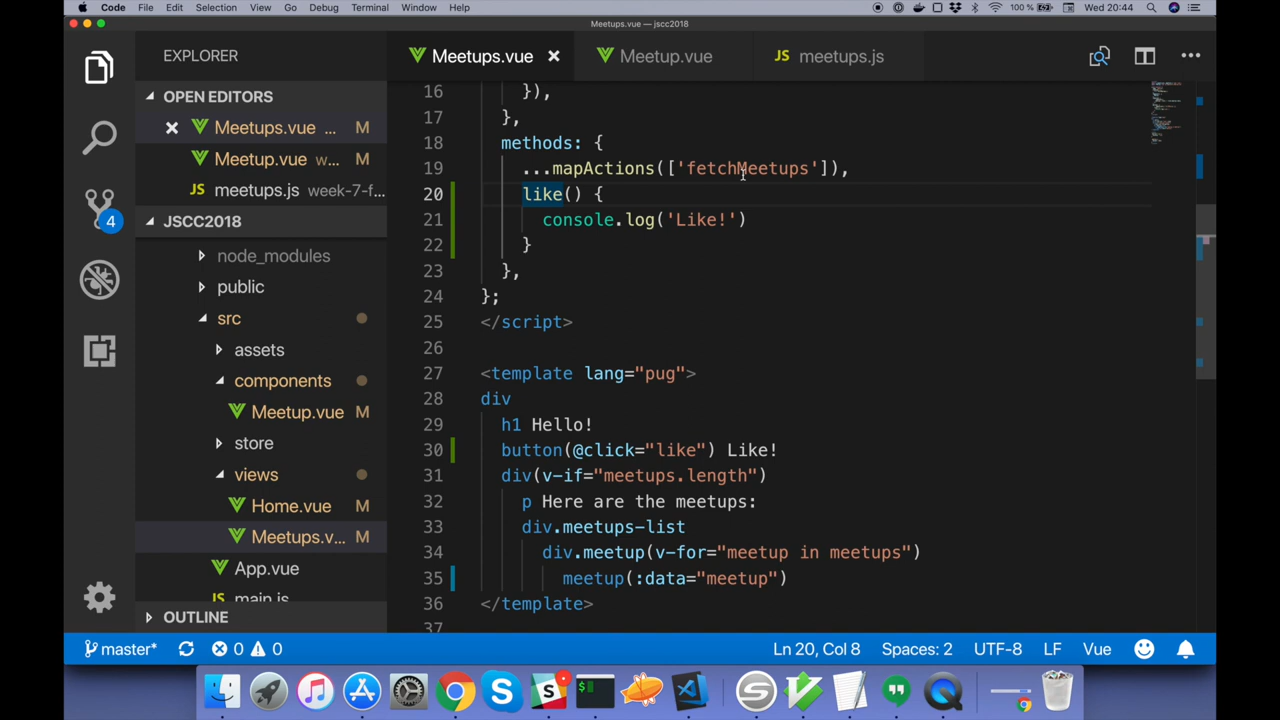 Code File Edit Selection View Go Debug Terminal Window Help 100 % Wed 20:44
Meetups.vue — jscc2018
EXPLORER
Meetups.vue
Meetup.vue
JS meetups.js
OPEN EDITORS
Meetups.vue ... M
Meetup.vue w... M
JS meetups.js week-7-f...
JSCC2018
node_modules
public
src
assets
components
Meetup.vue M
store
views
Home.vue M
Meetups.v... M
App.vue
JS main.js
OUTLINE
4
16 }),
17 },
18 methods: {
19 ...mapActions(['fetchMeetups']),
20 like() {
21 console.log('Like!')
22 }
23 },
24 };
25 </script>
26
27 <template lang="pug">
28 div
29 h1 Hello!
30 button(@click="like") Like!
31 div(v-if="meetups.length")
32 p Here are the meetups:
33 div.meetups-list
34 div.meetup(v-for="meetup in meetups")
35 meetup(:data="meetup")
36 </template>
37
master* 0 0 Ln 20, Col 8 Spaces: 2 UTF-8 LF Vue